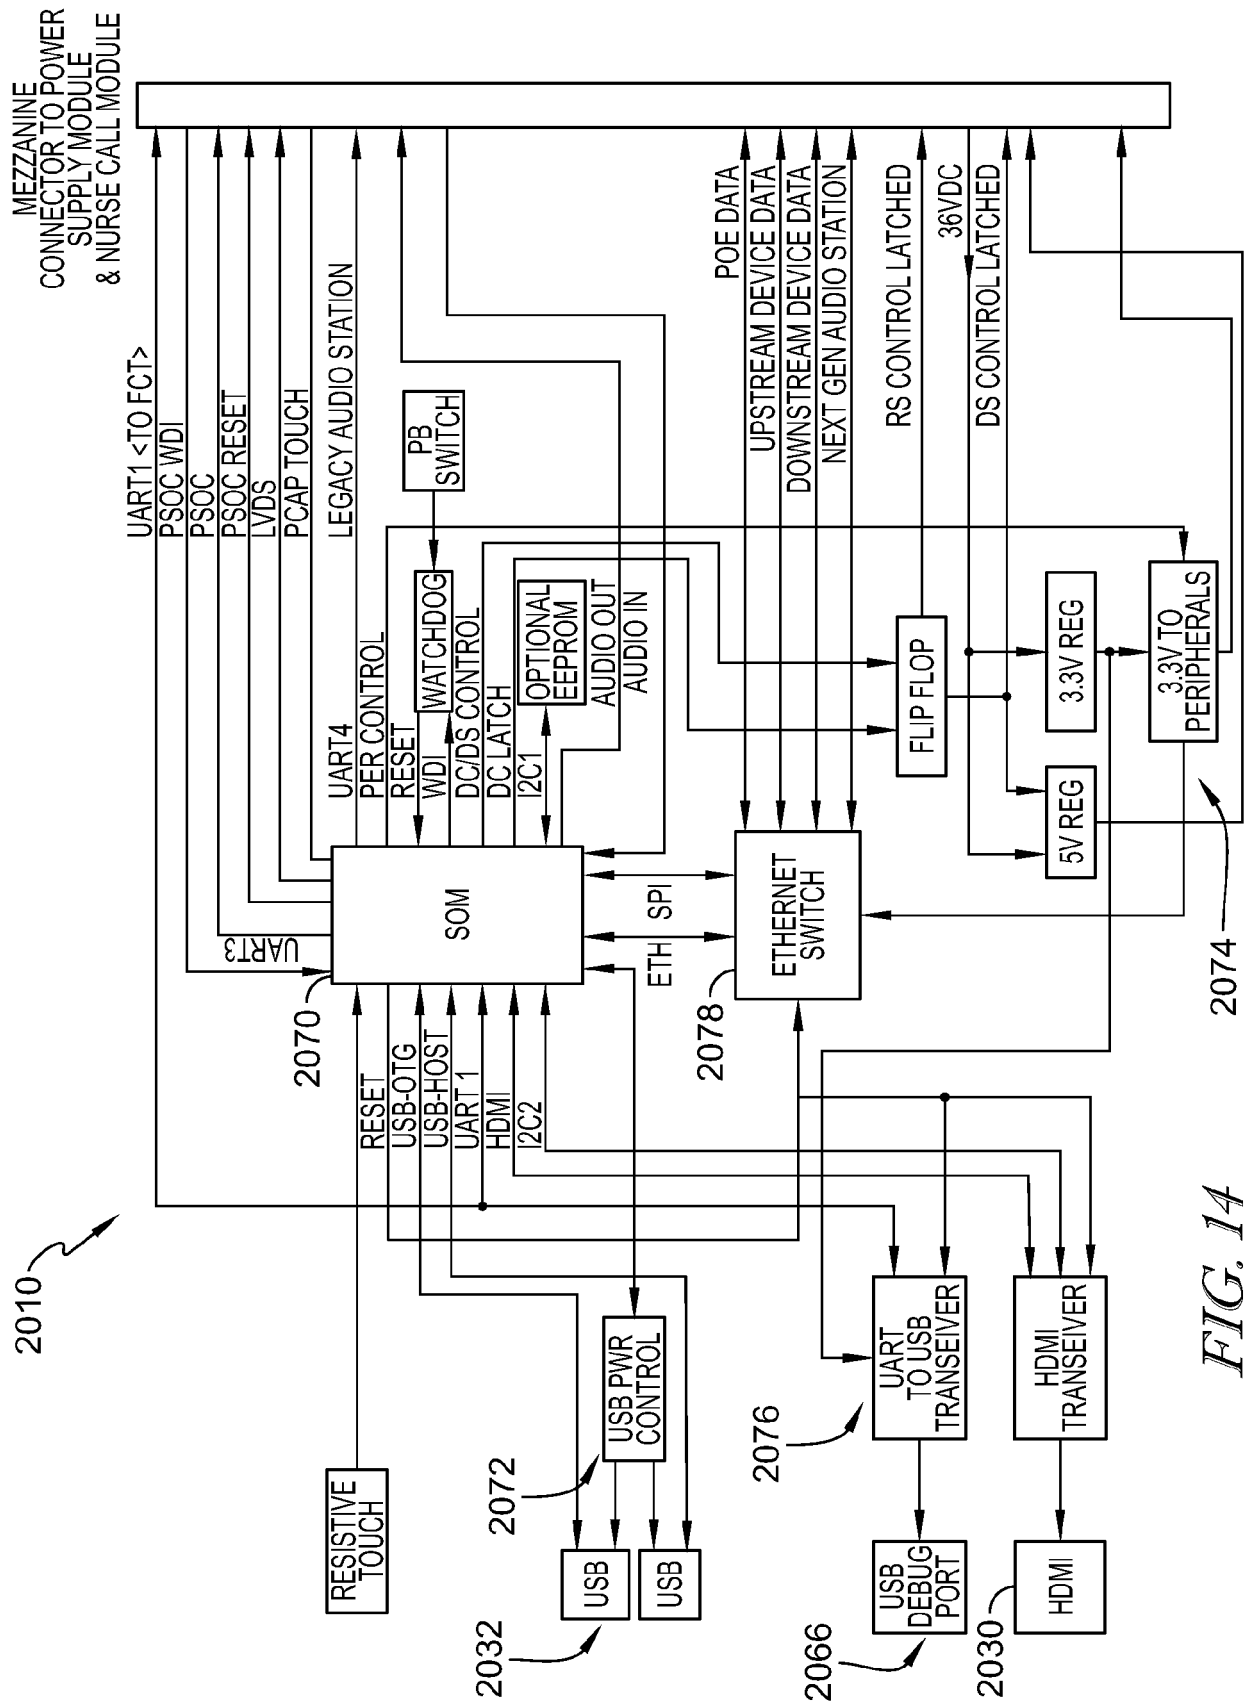 MEZZANINE
CONNECTOR TO POWER
SUPPLY MODULE
& NURSE CALL MODULE
UART1 <TO FCT>
PSOC WDI
PSOC
PSOC RESET
LVDS
PCAP TOUCH
LEGACY AUDIO STATION
PB
SWITCH
UART3
UART4
PER CONTROL
RESET
WDI
WATCHDOG
DC/DS CONTROL
DC LATCH
I2C1
OPTIONAL
EEPROM
AUDIO OUT
AUDIO IN
POE DATA
UPSTREAM DEVICE DATA
DOWNSTREAM DEVICE DATA
NEXT GEN AUDIO STATION
RS CONTROL LATCHED
36VDC
DS CONTROL LATCHED
SOM
2070
ETH
SPI
ETHERNET
SWITCH
2078
FLIP FLOP
3.3V REG
5V REG
3.3V TO
PERIPHERALS
2074
RESET
USB-OTG
USB-HOST
UART 1
HDMI
I2C2
2010
RESISTIVE
TOUCH
USB PWR
CONTROL
2072
USB
USB
2032
UART
TO USB
TRANSEIVER
2076
HDMI
TRANSEIVER
USB
DEBUG
PORT
2066
HDMI
2030
FIG. 14